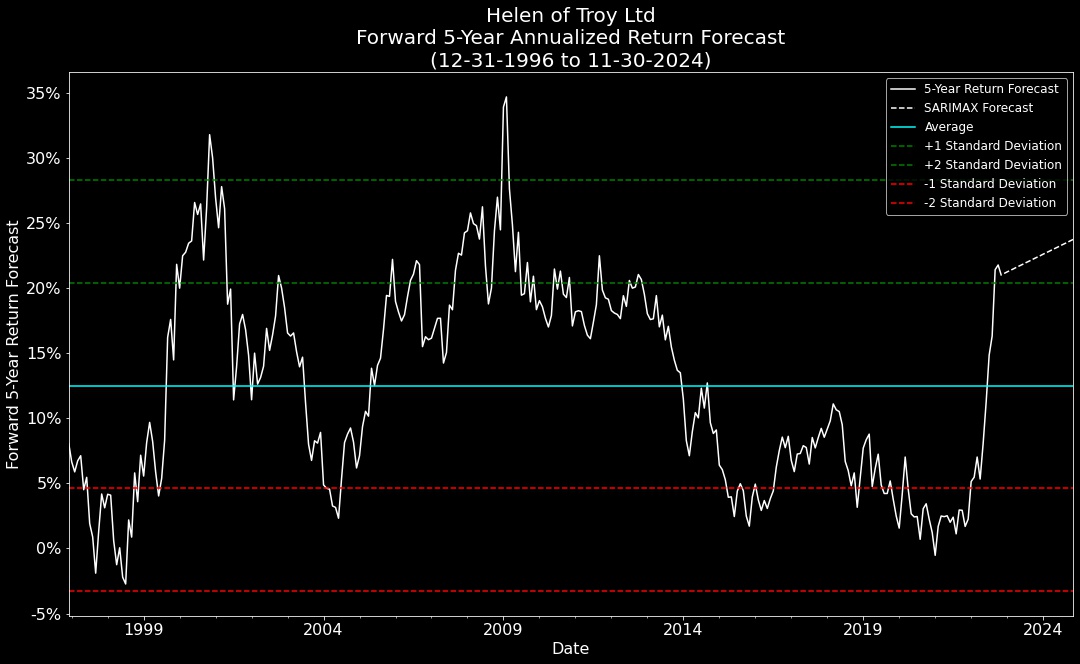 Helen of Troy Ltd
Forward 5-Year Annualized Return Forecast
(12-31-1996 to 11-30-2024)
5-Year Return Forecast
SARIMAX Forecast
Average
+1 Standard Deviation
+2 Standard Deviation
-1 Standard Deviation
-2 Standard Deviation
Forward 5-Year Return Forecast
35%
30%
25%
20%
15%
10%
5%
0%
-5%
1999
2004
2009
2014
2019
2024
Date